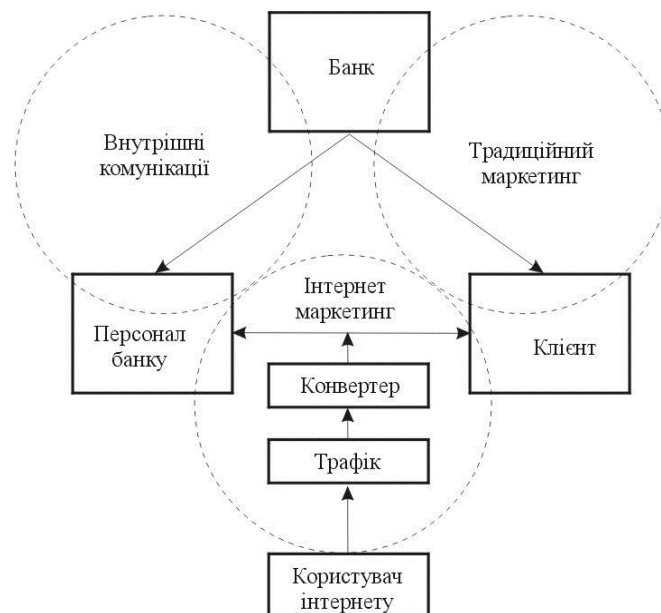 Банк
Внутрішні
комунікації
Традиційний
маркетинг
Інтернет
маркетинг
Персонал
банку
Клієнт
Конвертер
Трафік
Користувач
інтернету